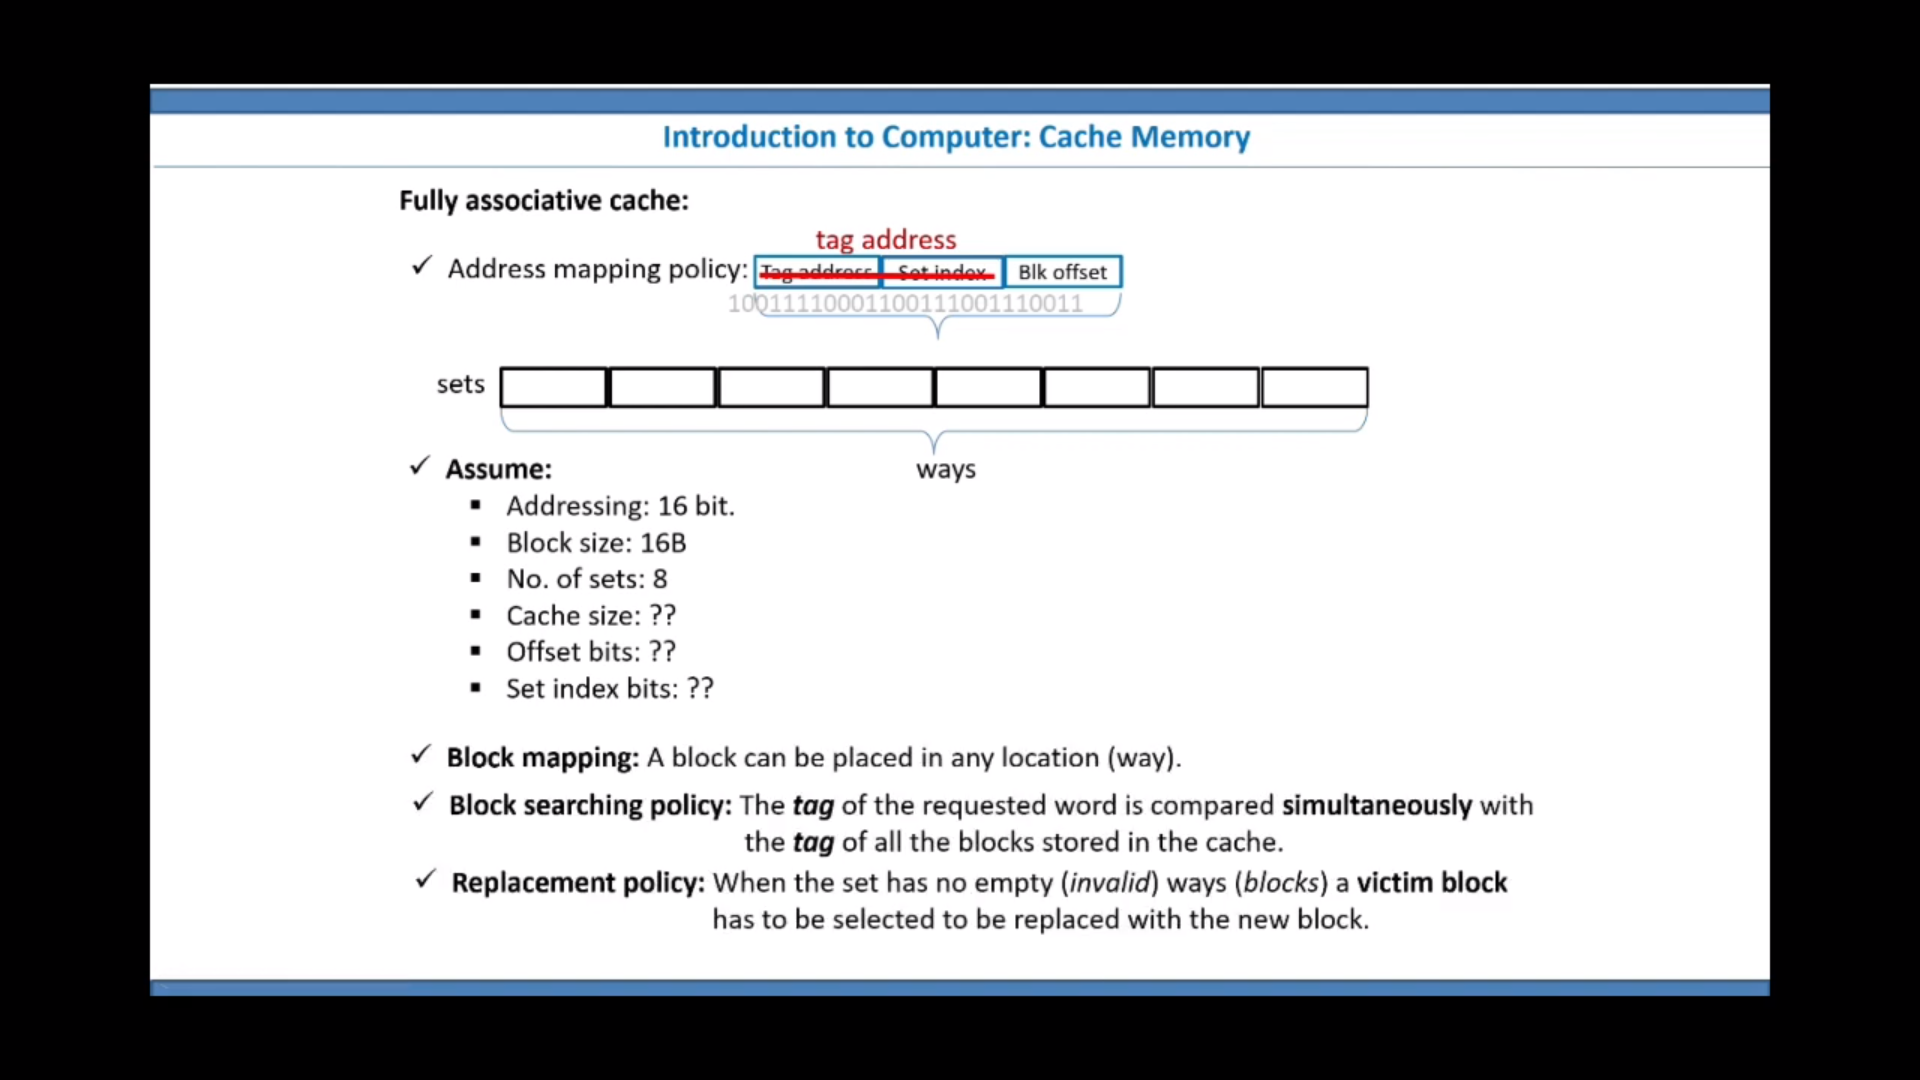 Introduction to Computer: Cache Memory
Fully associative cache:
tag address
✓ Address mapping policy: Tag address Set index Blk offset
10011110001100111001110011
sets
ways
✓ Assume:
▪ Addressing: 16 bit.
▪ Block size: 16B
▪ No. of sets: 8
▪ Cache size: ??
▪ Offset bits: ??
▪ Set index bits: ??
✓ Block mapping: A block can be placed in any location (way).
✓ Block searching policy: The tag of the requested word is compared simultaneously with
the tag of all the blocks stored in the cache.
✓ Replacement policy: When the set has no empty (invalid) ways (blocks) a victim block
has to be selected to be replaced with the new block.